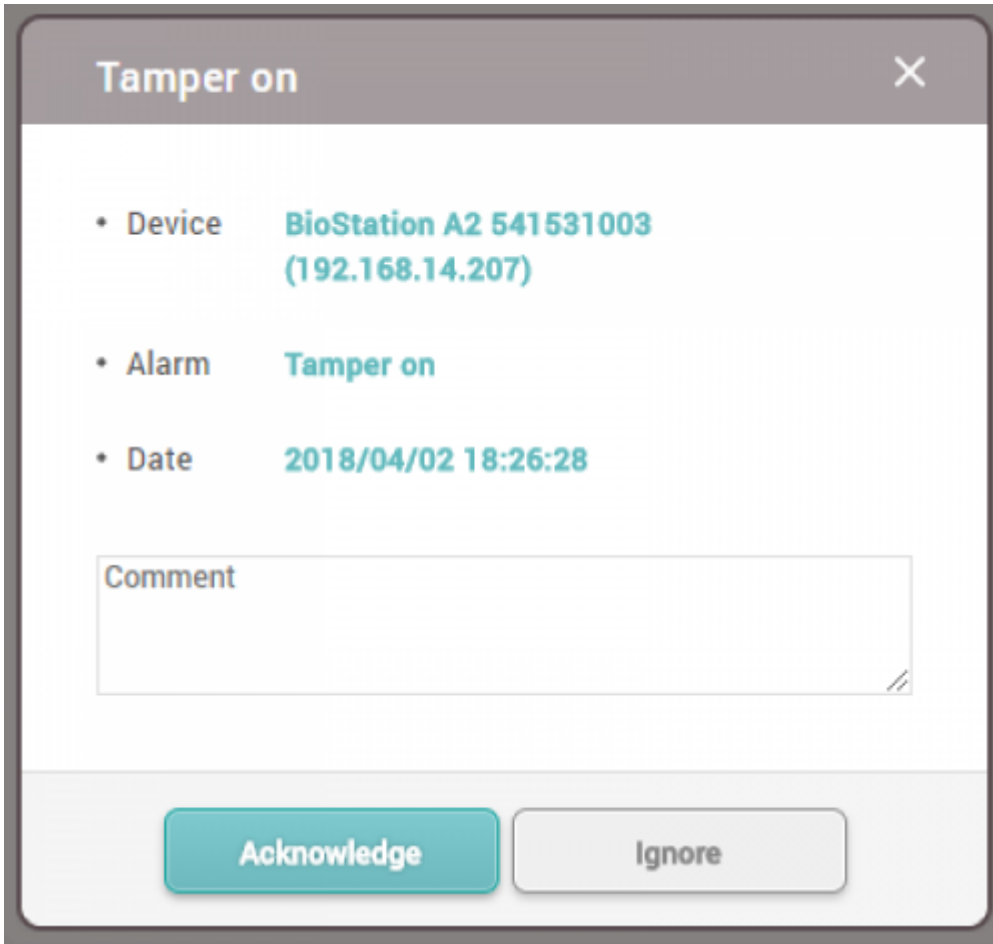 Tamper on
• Device BioStation A2 541531003
(192.168.14.207)
• Alarm Tamper on
• Date 2018/04/02 18:26:28
Comment
Acknowledge Ignore